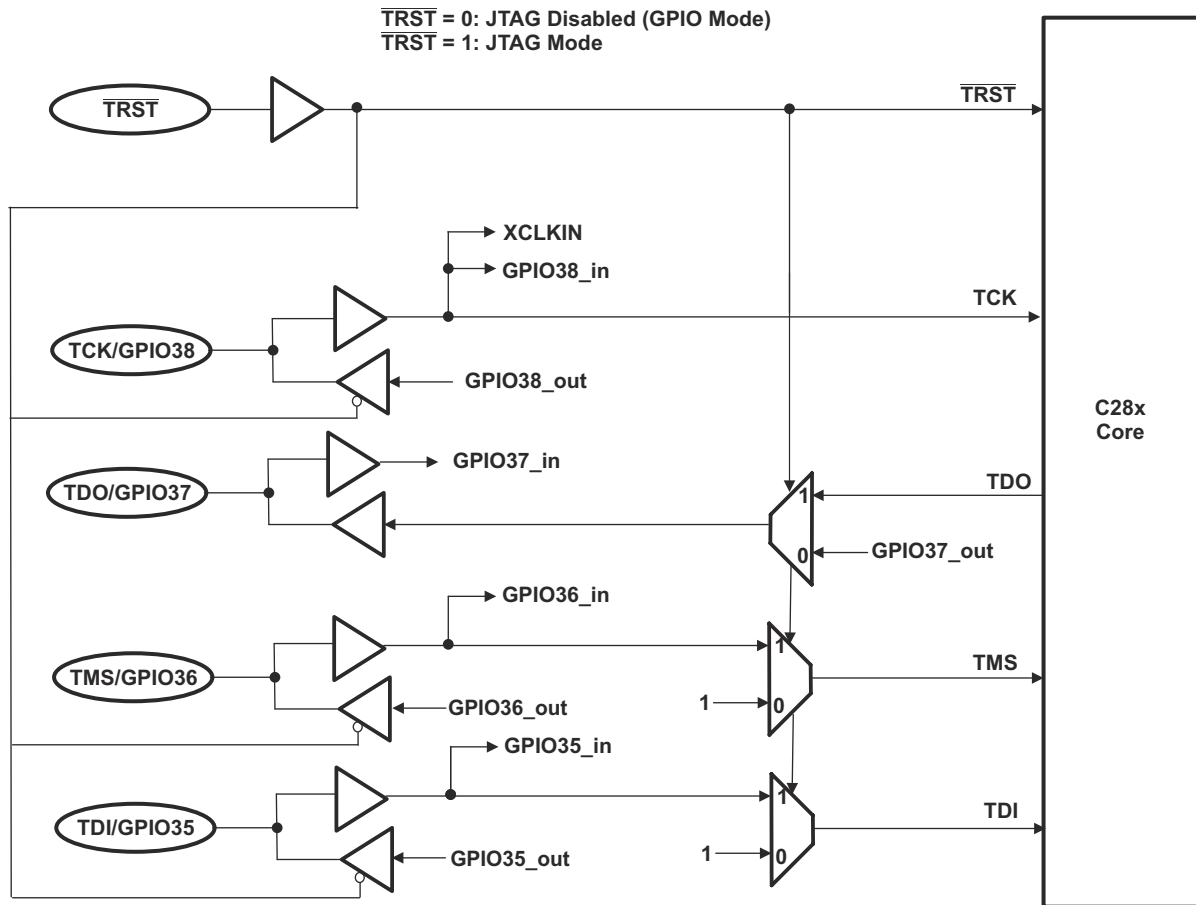 TRST = 0: JTAG Disabled (GPIO Mode)
TRST = 1: JTAG Mode
TRST
TRST
XCLKIN
GPIO38_in
TCK
TCK/GPIO38
GPIO38_out
C28x
Core
GPIO37_in
TDO/GPIO37
1
TDO
0
GPIO37_out
GPIO36_in
1
TMS/GPIO36
TMS
GPIO36_out
1
0
GPIO35_in
1
TDI/GPIO35
TDI
GPIO35_out
1
0